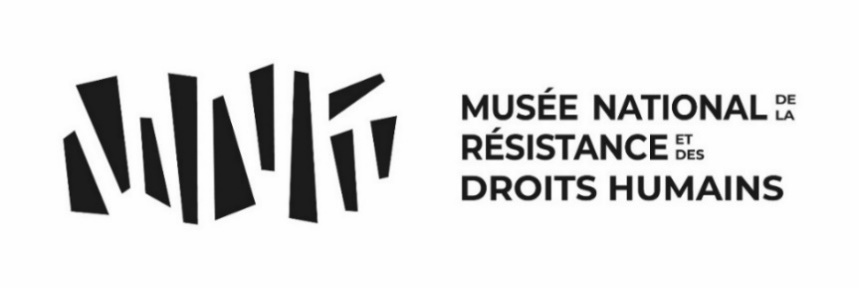 MUSÉE NATIONAL DE LA
RÉSISTANCE ET DES
DROITS HUMAINS